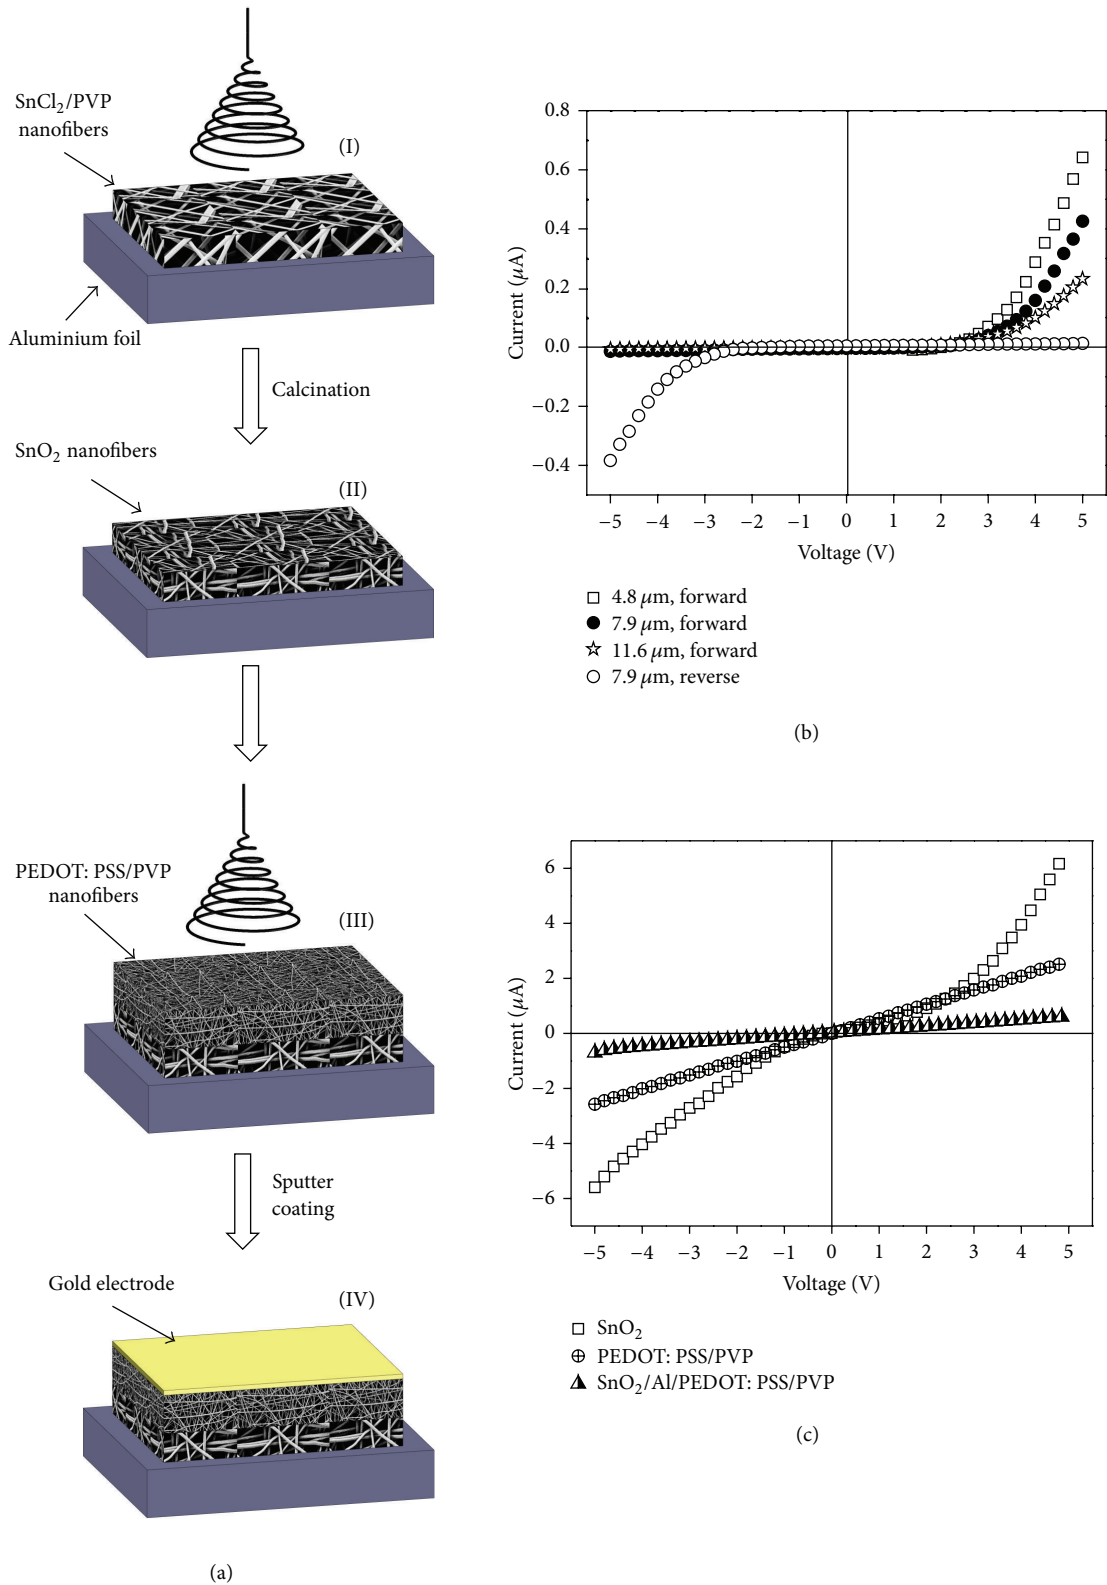 SnCl₂/PVP
nanofibers
(I)
Aluminium foil
Calcination
SnO₂ nanofibers
(II)
PEDOT: PSS/PVP
nanofibers
(III)
Sputter
coating
Gold electrode
(IV)
(a)
0.8
0.6
0.4
0.2
0.0
−0.2
−0.4
Current (μA)
−5 −4 −3 −2 −1 0 1 2 3 4 5
Voltage (V)
4.8 μm, forward
7.9 μm, forward
11.6 μm, forward
7.9 μm, reverse
(b)
6
4
2
0
−2
−4
−6
Current (μA)
−5 −4 −3 −2 −1 0 1 2 3 4 5
Voltage (V)
SnO₂
PEDOT: PSS/PVP
SnO₂/Al/PEDOT: PSS/PVP
(c)